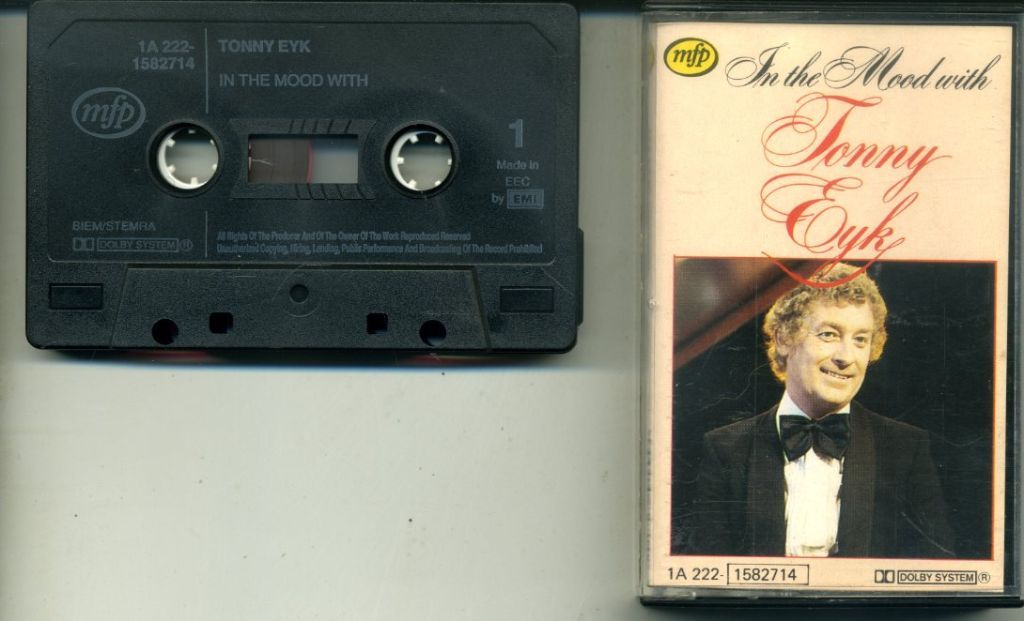 1A 222-
1582714
TONNY EYK
IN THE MOOD WITH
mfp
1
Made in
EEC
by EMI
BIEM/STEMRA
DOLBY SYSTEM ®
All Rights Of The Producer And Of The Owner Of The Work Reproduced Reserved
Unauthorized Copying, Hiring, Lending, Public Performance And Broadcasting Of The Record Prohibited
mfp
In the Mood with
Tonny
Eyk
1A 222-1582714
DOLBY SYSTEM ®